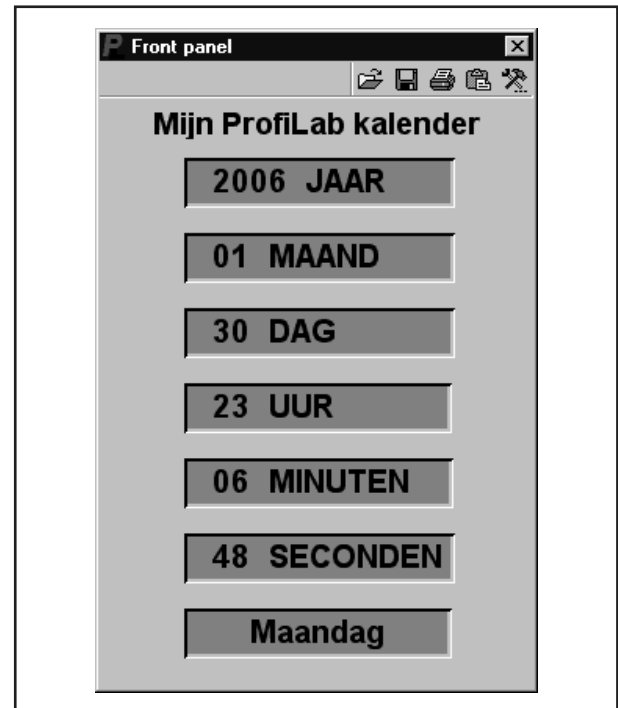 Front panel
Mijn ProfiLab kalender
2006 JAAR
01 MAAND
30 DAG
23 UUR
06 MINUTEN
48 SECONDEN
Maandag